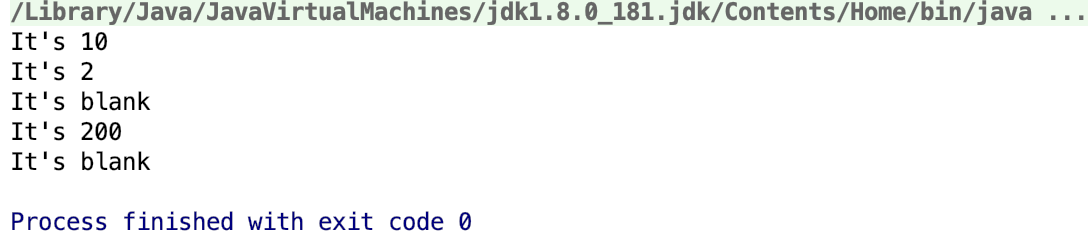 /Library/Java/JavaVirtualMachines/jdk1.8.0_181.jdk/Contents/Home/bin/java ...
It's 10
It's 2
It's blank
It's 200
It's blank
Process finished with exit code 0